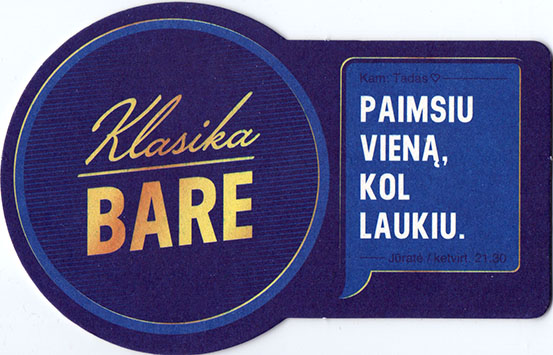 Klasika
BARE
Kam: Tadas ♡
PAIMSIU
VIENĄ,
KOL
LAUKIU.
Jūratė / ketvirt. 21:30